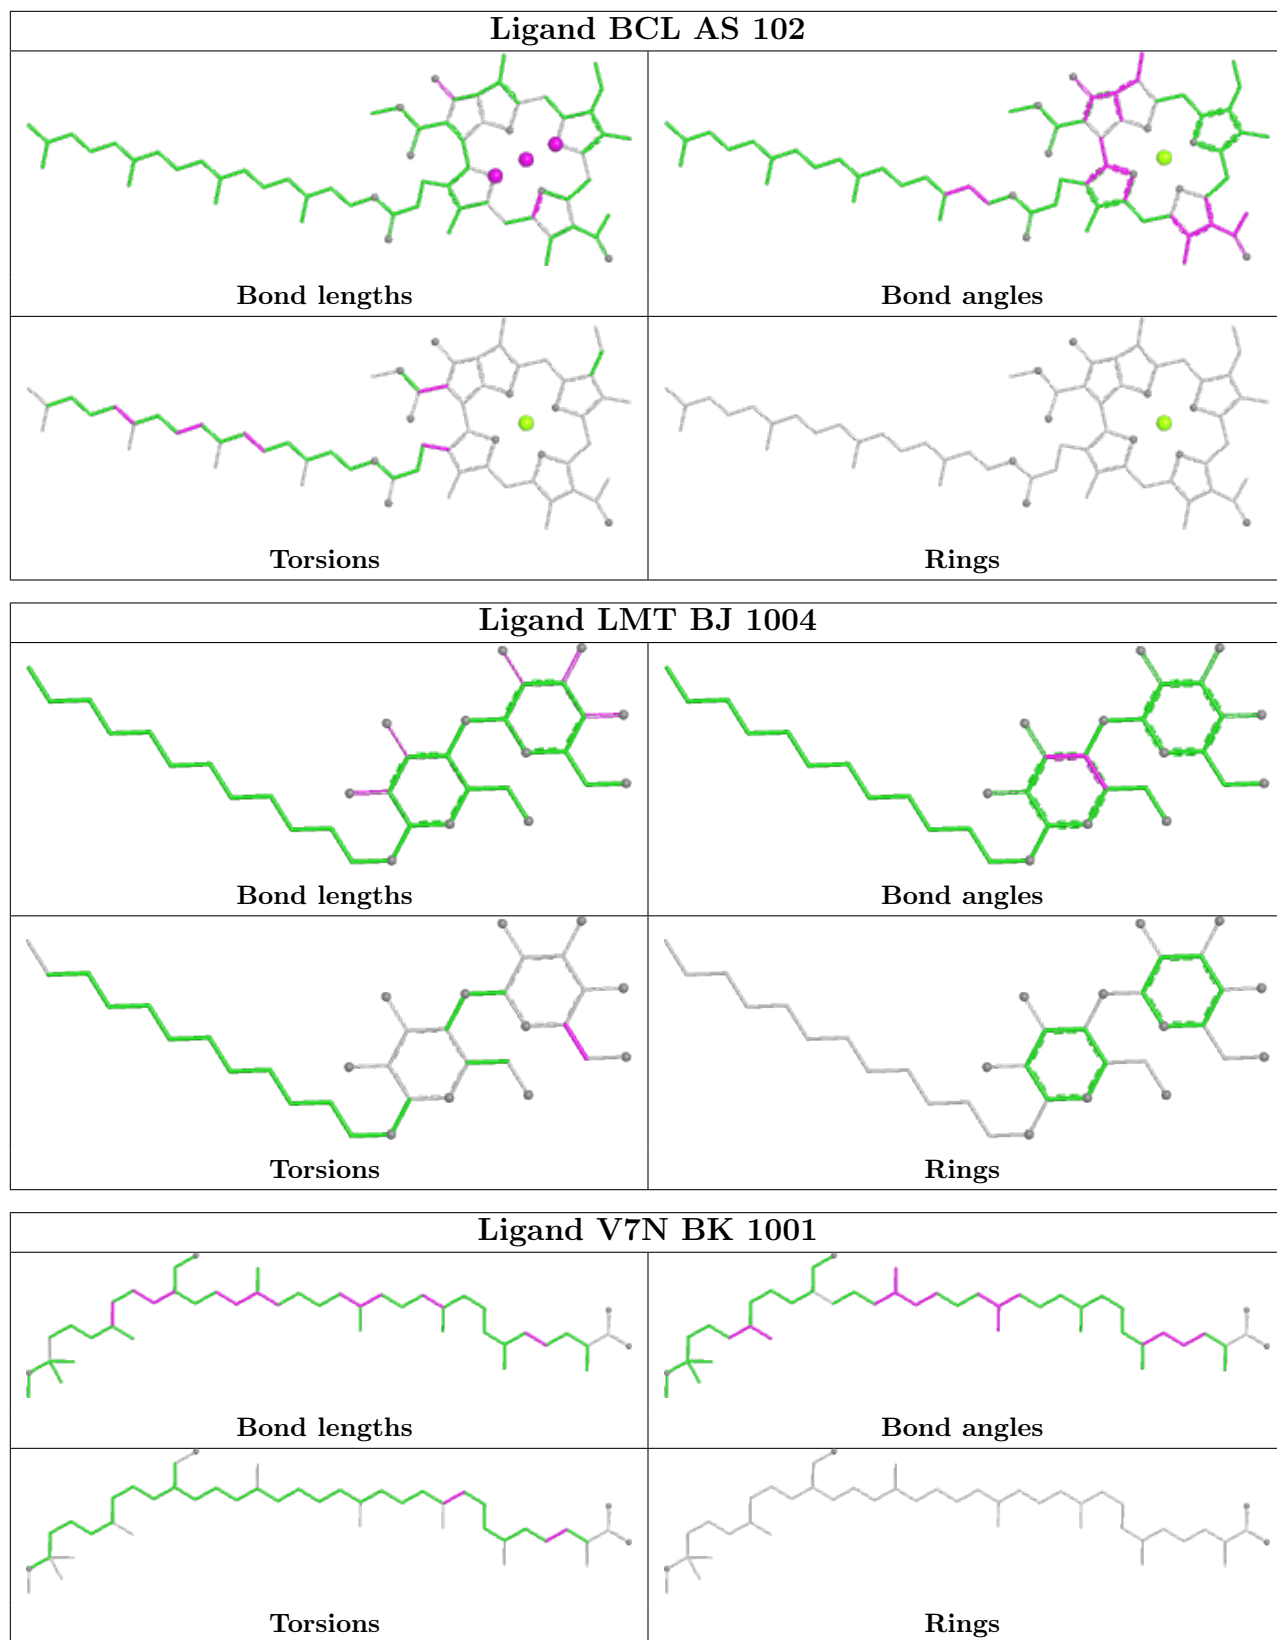 Ligand BCL AS 102
Bond lengths
Bond angles
Torsions
Rings
Ligand LMT BJ 1004
Bond lengths
Bond angles
Torsions
Rings
Ligand V7N BK 1001
Bond lengths
Bond angles
Torsions
Rings